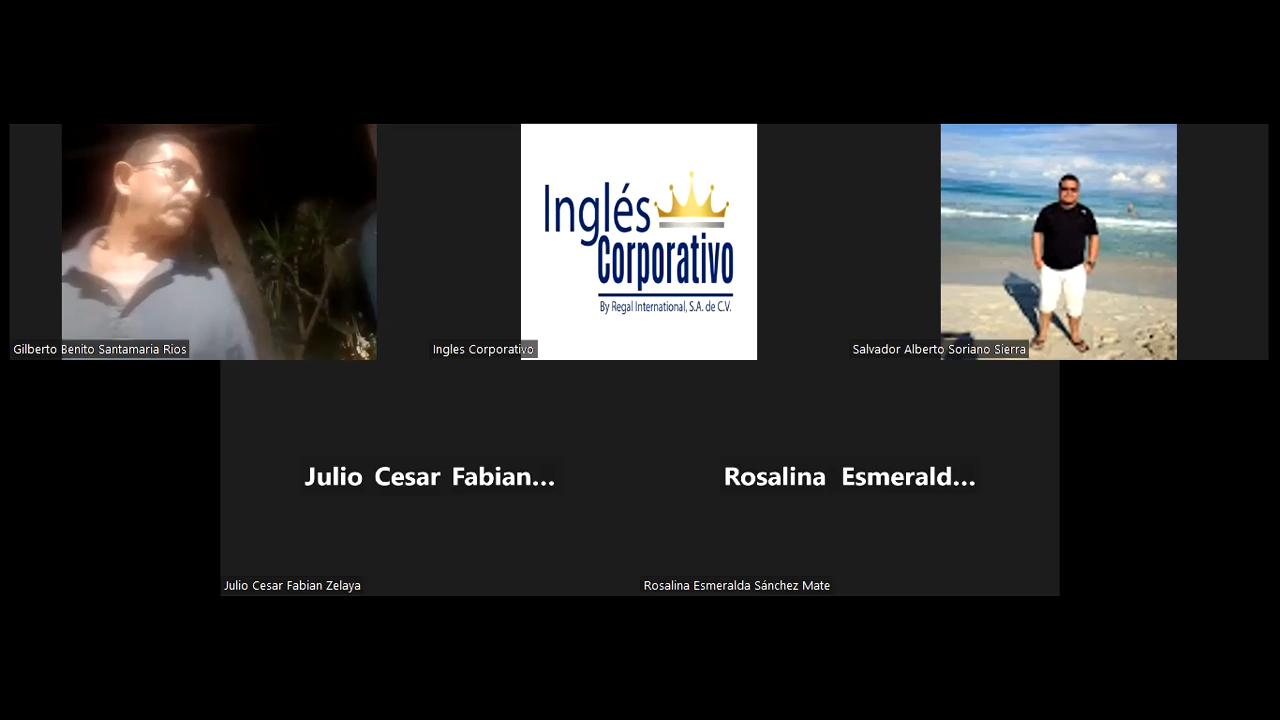 Inglés
Corporativo
By Regal International, S.A. de C.V.
Gilberto Benito Santamaria Rios
Ingles Corporativo
Salvador Alberto Soriano Sierra
Julio Cesar Fabian...
Rosalina Esmerald...
Julio Cesar Fabian Zelaya
Rosalina Esmeralda Sánchez Mate